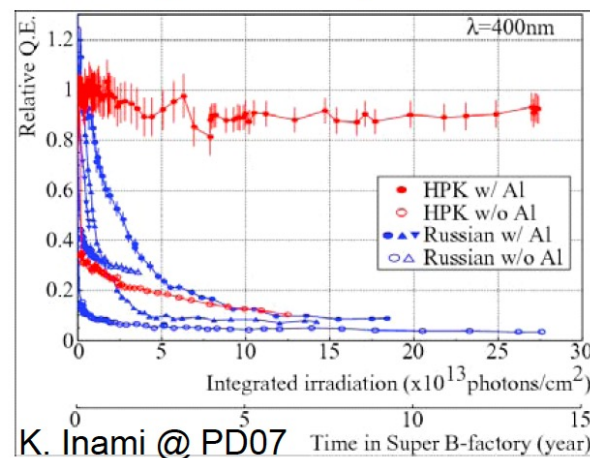 λ=400nm
Relative Q.E.
1.2
1
0.8
0.6
0.4
0.2
0
HPK w/ Al
HPK w/o Al
Russian w/ Al
Russian w/o Al
0 5 10 15 20 25 30
Integrated irradiation (x10¹³photons/cm²)
0 5 10 15
K. Inami @ PD07 Time in Super B-factory (year)